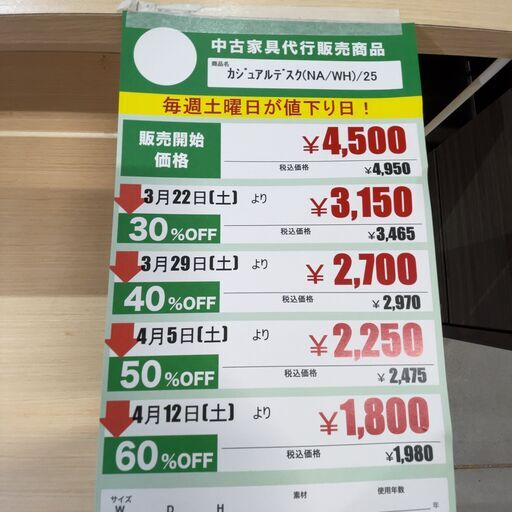 中古家具代行販売商品
商品名
カジュアルデスク(NA/WH)/25
毎週土曜日が値下り日！
販売開始
価格
￥4,500
税込価格 ￥4,950
3月22日(土) より
￥3,150
30%OFF
税込価格 ￥3,465
3月29日(土) より
￥2,700
40%OFF
税込価格 ￥2,970
4月5日(土) より
￥2,250
50%OFF
税込価格 ￥2,475
4月12日(土) より
￥1,800
60%OFF
税込価格 ￥1,980
サイズ 素材 使用年数
W D H 年